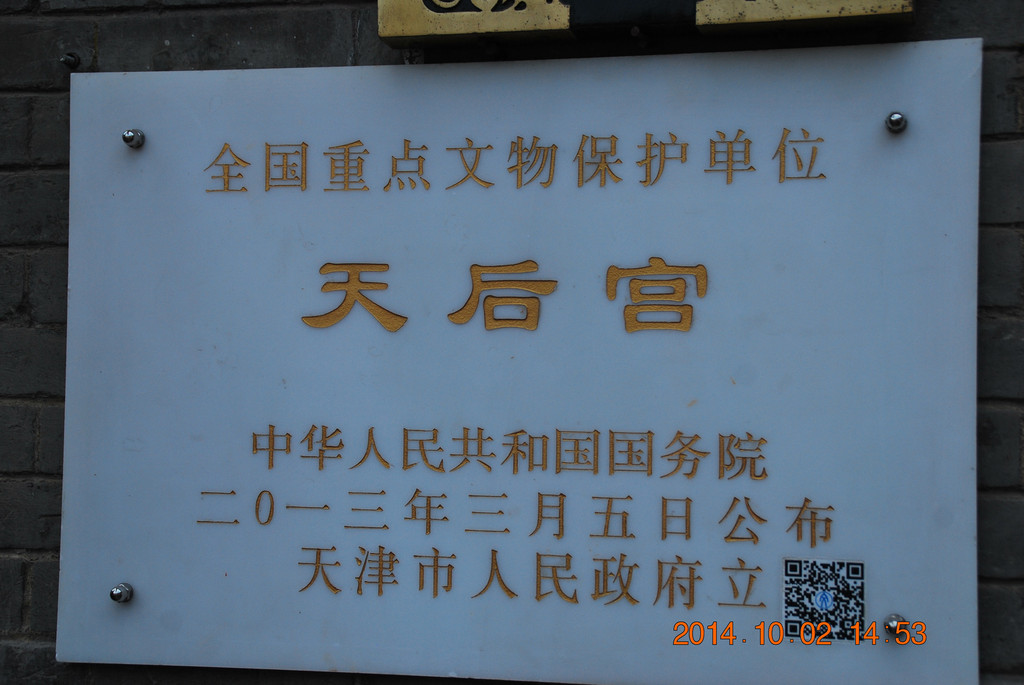 全国重点文物保护单位
天后宫
中华人民共和国国务院
二0一三年三月五日公布
天津市人民政府立
2014.10.02 14:53